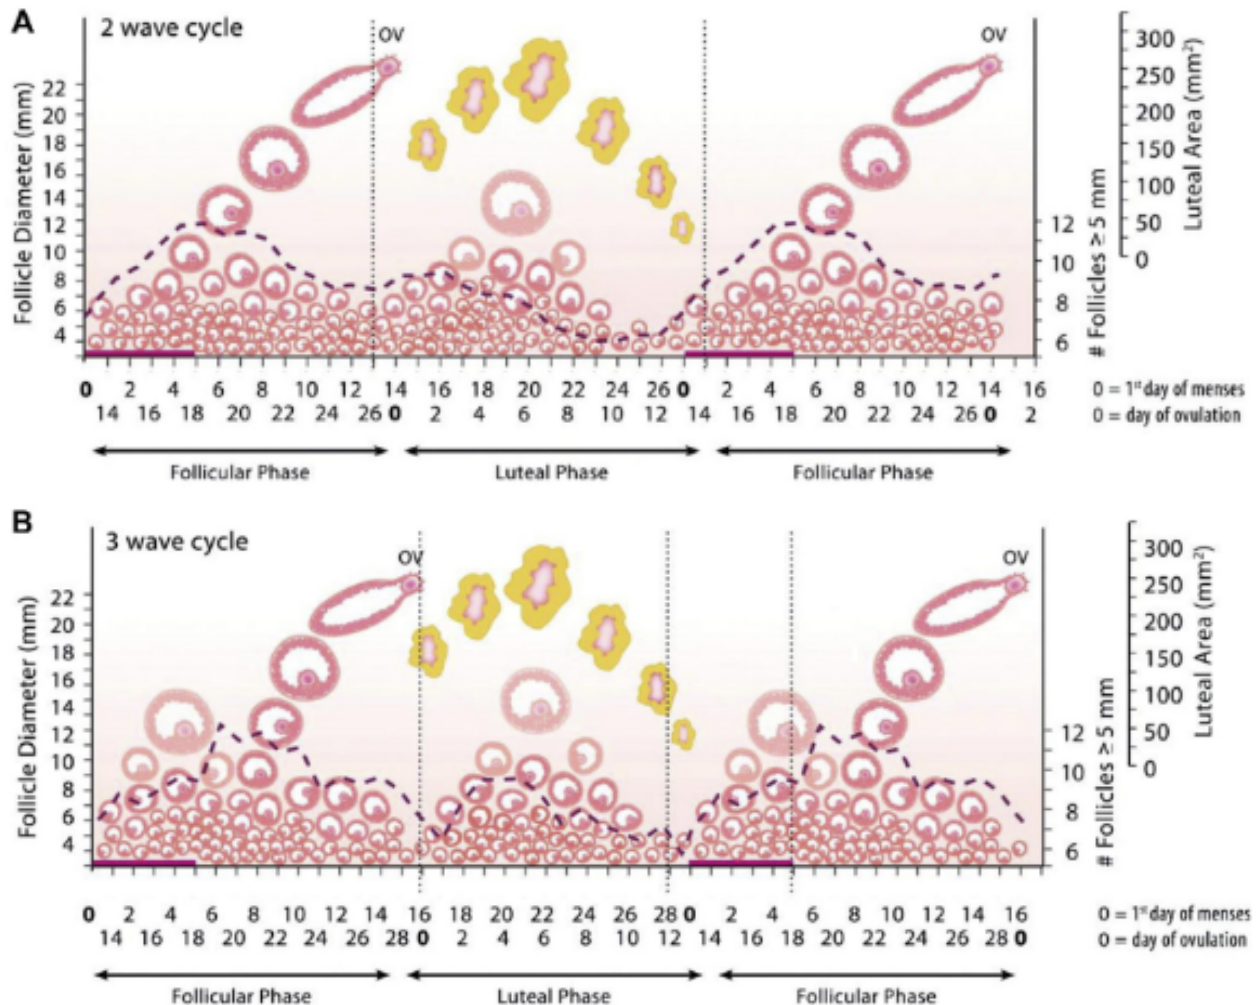 A
2 wave cycle
OV
OV
Follicle Diameter (mm)
22
20
18
16
14
12
10
8
6
4
12
10
8
6
# Follicles ≥ 5 mm
300
250
200
150
100
50
0
Luteal Area (mm²)
0 2 4 6 8 10 12 14 16 18 20 22 24 26 0 2 4 6 8 10 12 14 16
0 = 1st day of menses
14 16 18 20 22 24 26 0 2 4 6 8 10 12 14 16 18 20 22 24 26 0 2
0 = day of ovulation
Follicular Phase
Luteal Phase
Follicular Phase
B
3 wave cycle
OV
OV
Follicle Diameter (mm)
22
20
18
16
14
12
10
8
6
4
12
10
8
6
# Follicles ≥ 5 mm
300
250
200
150
100
50
0
Luteal Area (mm²)
0 2 4 6 8 10 12 14 16 18 20 22 24 26 28 0 2 4 6 8 10 12 14 16
0 = 1st day of menses
14 16 18 20 22 24 26 28 0 2 4 6 8 10 12 14 16 18 20 22 24 26 28 0
0 = day of ovulation
Follicular Phase
Luteal Phase
Follicular Phase